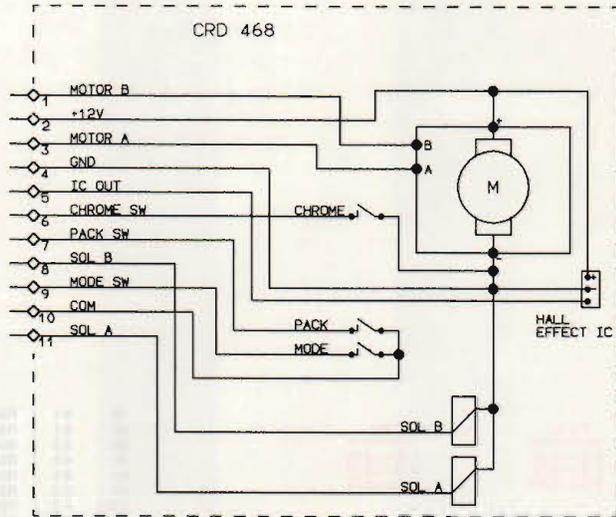 CRD 468
1 MOTOR B
2 +12V
3 MOTOR A
4 GND
5 IC OUT
6 CHROME SW
CHROME
7 PACK SW
8 SOL B
9 MODE SW
10 COM
11 SOL A
B
A
M
+
-
+
-
HALL
EFFECT IC
PACK
MODE
SOL B
SOL A